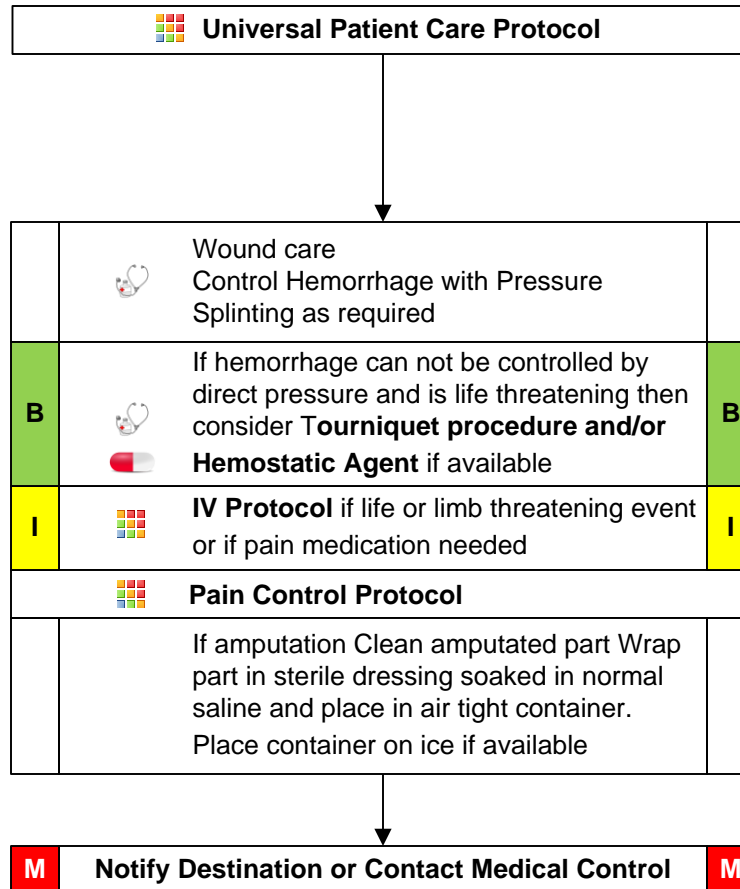 Universal Patient Care Protocol
Wound care
Control Hemorrhage with Pressure
Splinting as required
If hemorrhage can not be controlled by
direct pressure and is life threatening then
B consider Tourniquet procedure and/or B
Hemostatic Agent if available
I IV Protocol if life or limb threatening event I
or if pain medication needed
Pain Control Protocol
If amputation Clean amputated part Wrap
part in sterile dressing soaked in normal
saline and place in air tight container.
Place container on ice if available
M Notify Destination or Contact Medical Control M